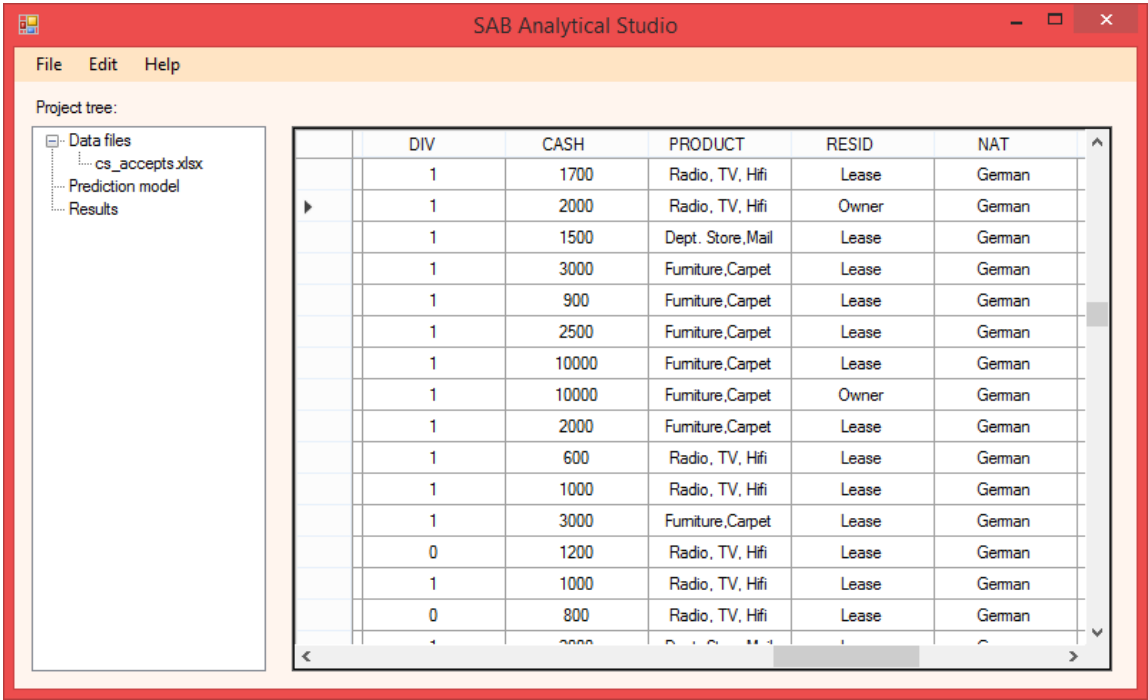 SAB Analytical Studio
File Edit Help
Project tree:
Data files
cs_accepts.xlsx
Prediction model
Results
DIV CASH PRODUCT RESID NAT
1 1700 Radio, TV, Hifi Lease German
1 2000 Radio, TV, Hifi Owner German
1 1500 Dept. Store,Mail Lease German
1 3000 Furniture,Carpet Lease German
1 900 Furniture,Carpet Lease German
1 2500 Furniture,Carpet Lease German
1 10000 Furniture,Carpet Lease German
1 10000 Furniture,Carpet Owner German
1 2000 Furniture,Carpet Lease German
1 600 Radio, TV, Hifi Lease German
1 1000 Radio, TV, Hifi Lease German
1 3000 Furniture,Carpet Lease German
0 1200 Radio, TV, Hifi Lease German
1 1000 Radio, TV, Hifi Lease German
0 800 Radio, TV, Hifi Lease German